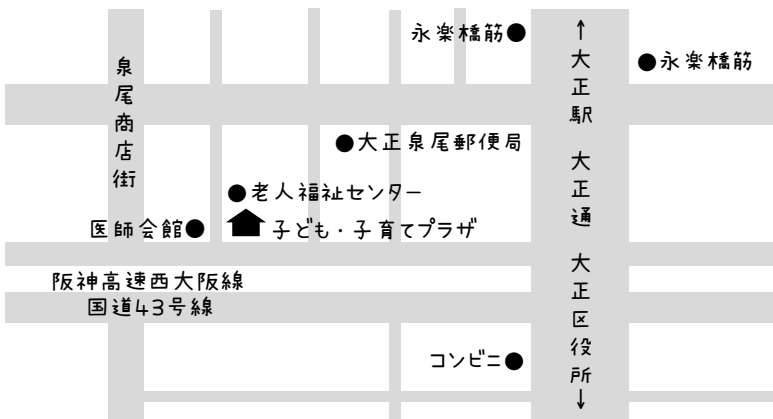 永楽橋筋
永楽橋筋
泉尾商店街
↑大正駅 大正通 大正区役所↓
大正泉尾郵便局
老人福祉センター
医師会館
子ども・子育てプラザ
阪神高速西大阪線
国道43号線
コンビニ